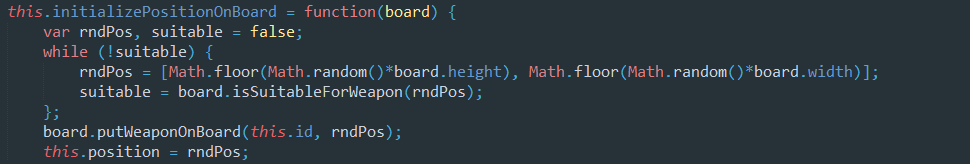 this.initializePositionOnBoard = function(board) {
    var rndPos, suitable = false;
    while (!suitable) {
        rndPos = [Math.floor(Math.random()*board.height), Math.floor(Math.random()*board.width)];
        suitable = board.isSuitableForWeapon(rndPos);
    };
    board.putWeaponOnBoard(this.id, rndPos);
    this.position = rndPos;